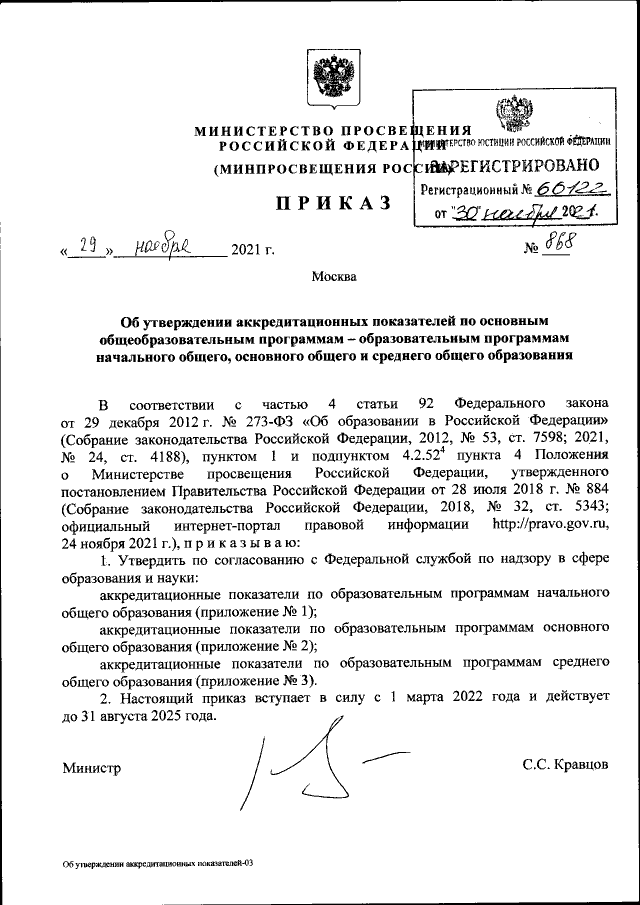 МИНИСТЕРСТВО ПРОСВЕЩЕНИЯ
РОССИЙСКОЙ ФЕДЕРАЦИИ
(МИНПРОСВЕЩЕНИЯ РОССИИ)
ПРИКАЗ
МИНИСТЕРСТВО ЮСТИЦИИ РОССИЙСКОЙ ФЕДЕРАЦИИ
ЗАРЕГИСТРИРОВАНО
Регистрационный № 66122
от "30" ноября 2021.
« 29 » ноября 2021 г.
№ 868
Москва
Об утверждении аккредитационных показателей по основным
общеобразовательным программам – образовательным программам
начального общего, основного общего и среднего общего образования
В соответствии с частью 4 статьи 92 Федерального закона
от 29 декабря 2012 г. № 273-ФЗ «Об образовании в Российской Федерации»
(Собрание законодательства Российской Федерации, 2012, № 53, ст. 7598; 2021,
№ 24, ст. 4188), пунктом 1 и подпунктом 4.2.52⁴ пункта 4 Положения
о Министерстве просвещения Российской Федерации, утвержденного
постановлением Правительства Российской Федерации от 28 июля 2018 г. № 884
(Собрание законодательства Российской Федерации, 2018, № 32, ст. 5343;
официальный интернет-портал правовой информации http://pravo.gov.ru,
24 ноября 2021 г.), п р и к а з ы в а ю:
1. Утвердить по согласованию с Федеральной службой по надзору в сфере
образования и науки:
аккредитационные показатели по образовательным программам начального
общего образования (приложение № 1);
аккредитационные показатели по образовательным программам основного
общего образования (приложение № 2);
аккредитационные показатели по образовательным программам среднего
общего образования (приложение № 3).
2. Настоящий приказ вступает в силу с 1 марта 2022 года и действует
до 31 августа 2025 года.
Министр
С.С. Кравцов
Об утверждении аккредитационных показателей-03